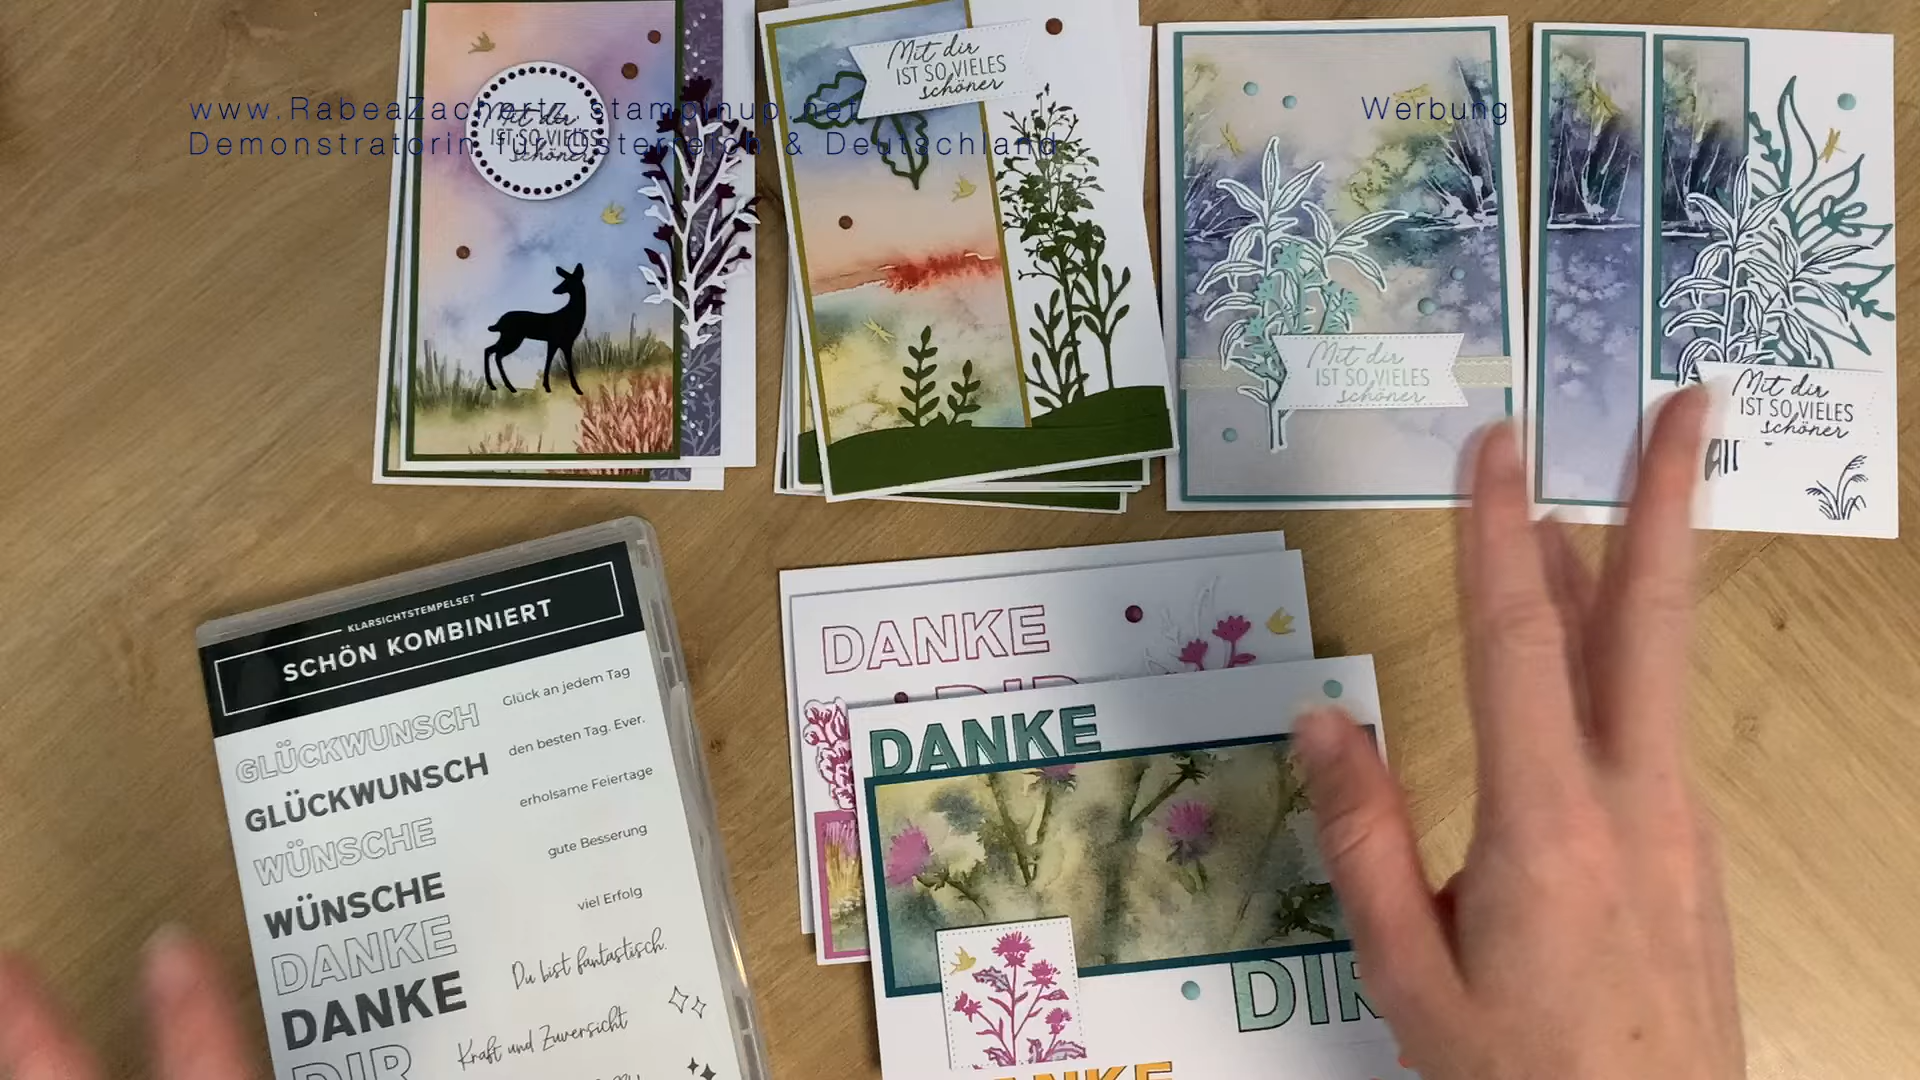 www.RabeaZachertz.stampinup.net
Werbung
Demonstratorin für Österreich & Deutschland
Mit dir
IST SO VIELES
schöner
Mit dir
IST SO VIELES
schöner
Mit dir
IST SO VIELES
schöner
Mit dir
IST SO VIELES
schöner
KLARSICHTSTEMPELSET
SCHÖN KOMBINIERT
GLÜCKWUNSCH
Glück an jedem Tag
GLÜCKWUNSCH
den besten Tag. Ever.
WÜNSCHE
erholsame Feiertage
WÜNSCHE
gute Besserung
DANKE
viel Erfolg
DANKE
Du bist fantastisch.
DIR
Kraft und Zuversicht
DANKE
DIR
DANKE
DIR
DANKE